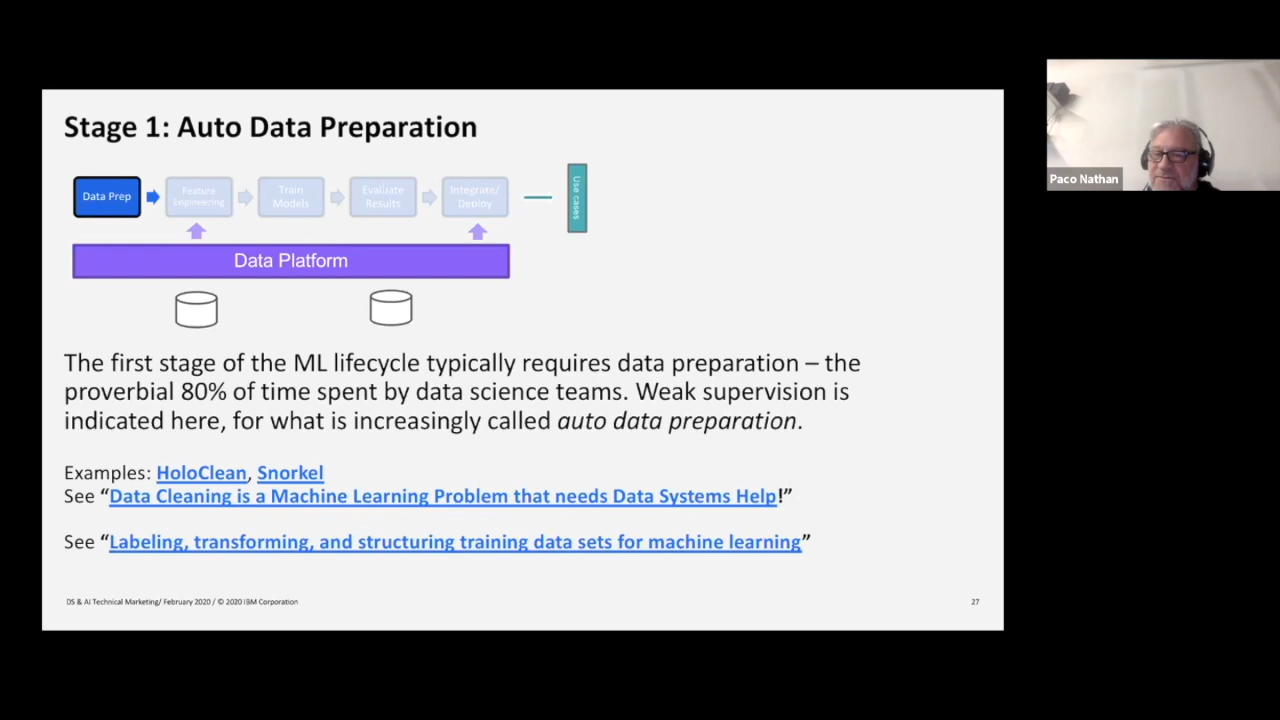 Stage 1: Auto Data Preparation
Data Prep
Feature
Engineering
Train
Models
Evaluate
Results
Integrate/
Deploy
Use cases
Data Platform
The first stage of the ML lifecycle typically requires data preparation – the
proverbial 80% of time spent by data science teams. Weak supervision is
indicated here, for what is increasingly called auto data preparation.
Examples: HoloClean, Snorkel
See “Data Cleaning is a Machine Learning Problem that needs Data Systems Help!”
See “Labeling, transforming, and structuring training data sets for machine learning”
DS & AI Technical Marketing/ February 2020 / © 2020 IBM Corporation
27
Paco Nathan